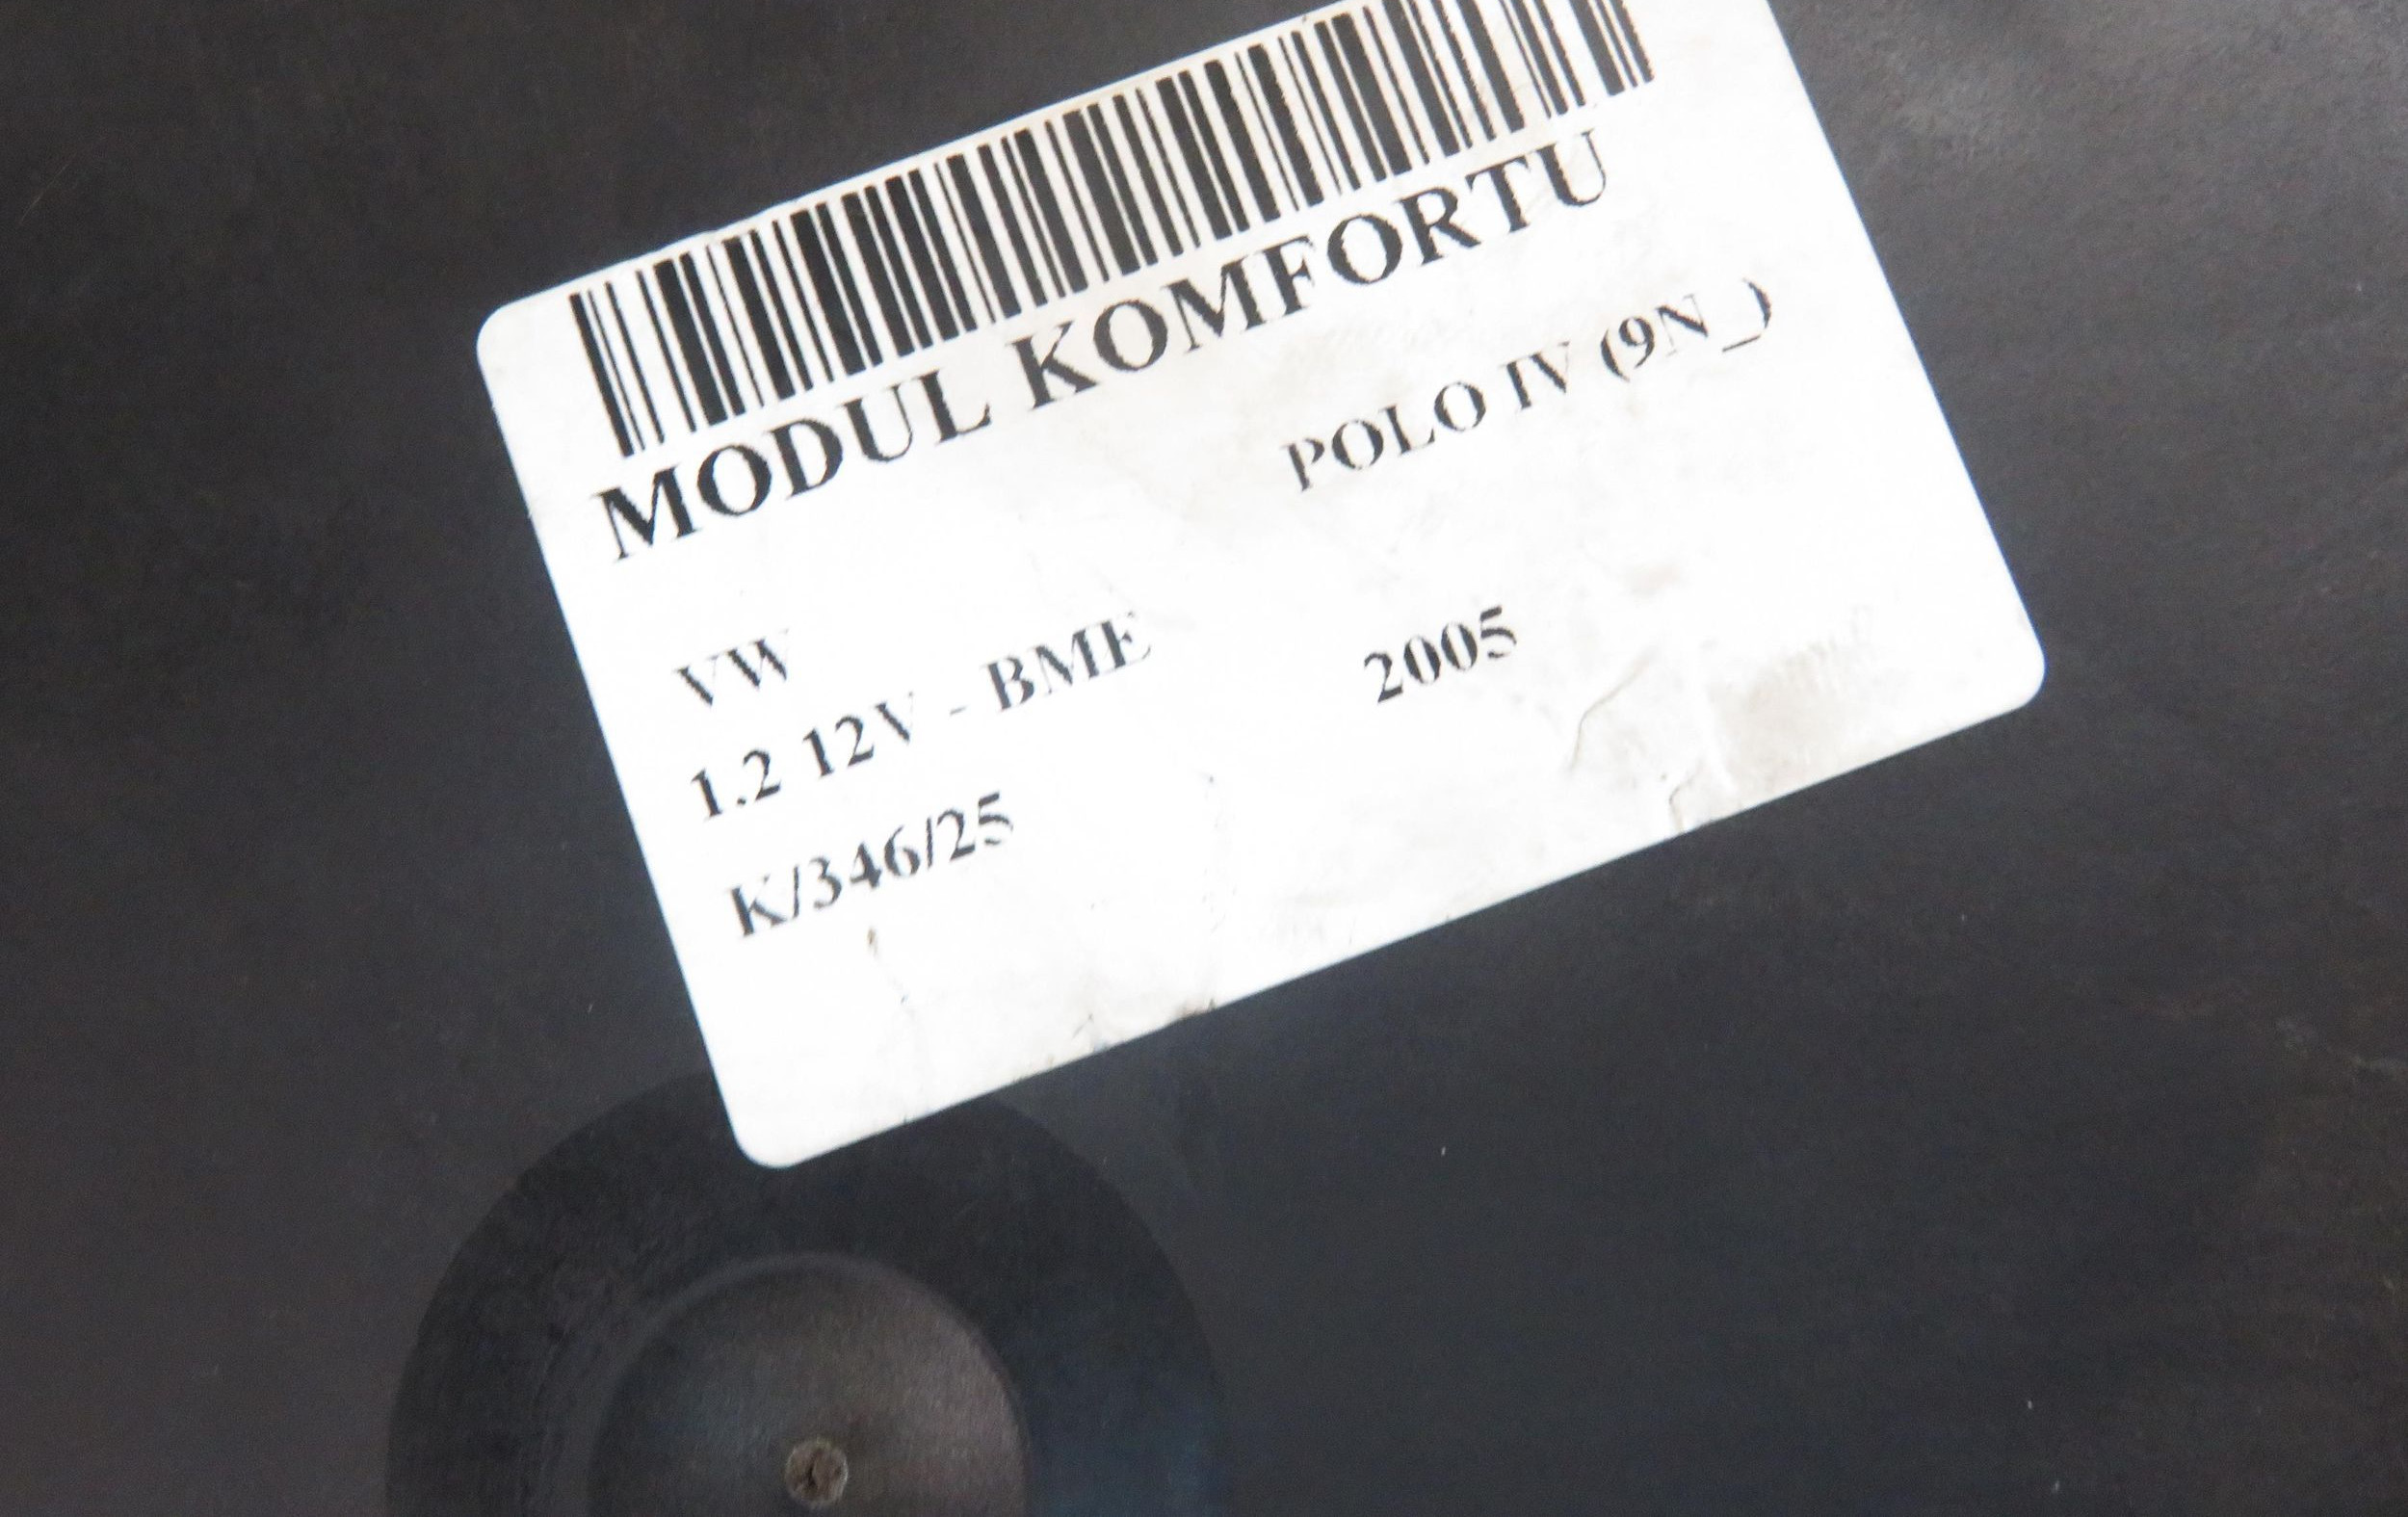 MODUL KOMFORTU
VW POLO IV (9N_)
1.2 12V - BME 2005
K/346/25